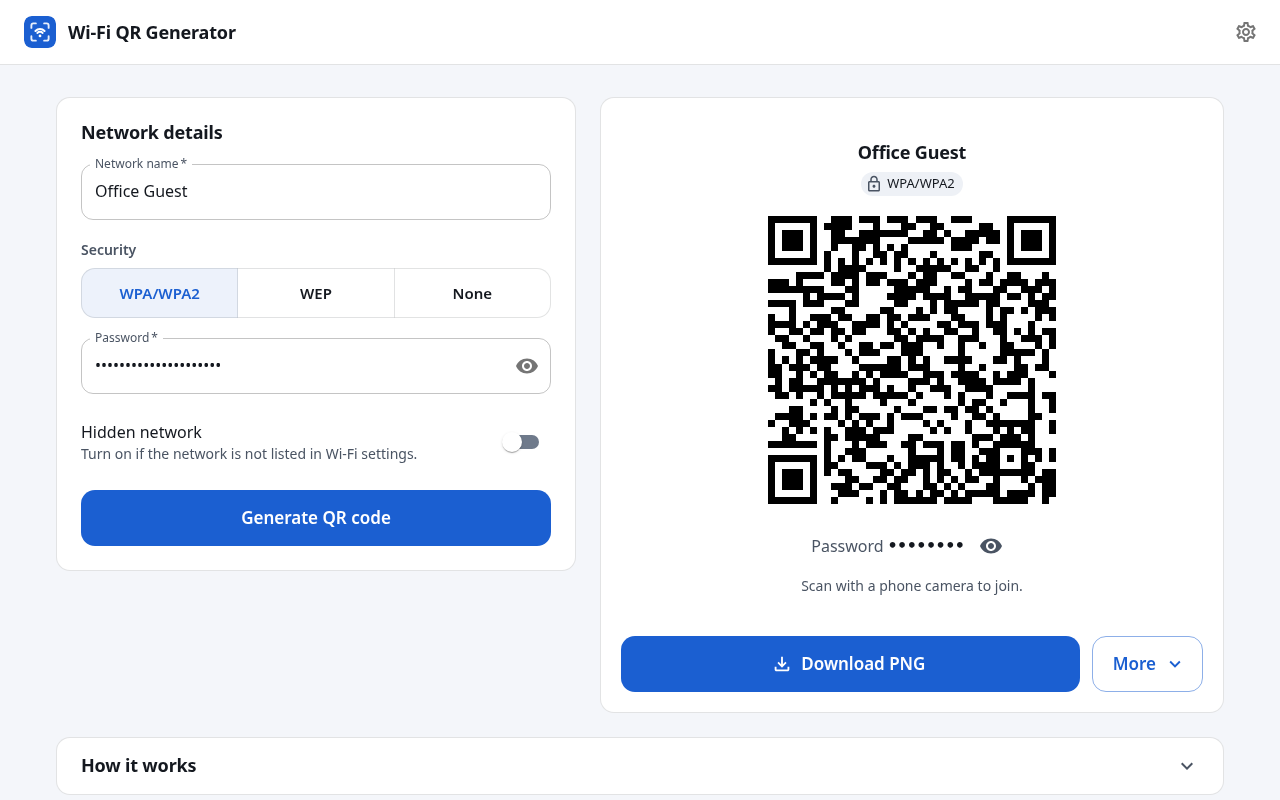 Wi-Fi QR Generator
Network details
Network name *
Office Guest
Security
WPA/WPA2
WEP
None
Password *
•••••••••••••••••••••
Hidden network
Turn on if the network is not listed in Wi-Fi settings.
Generate QR code
Office Guest
WPA/WPA2
Password ••••••••
Scan with a phone camera to join.
Download PNG
More
How it works